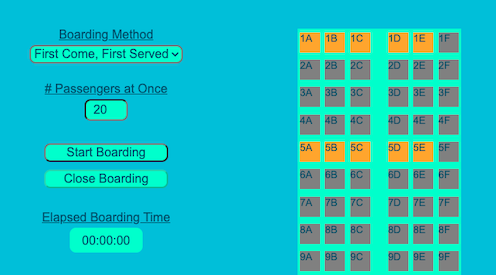 Boarding Method
First Come, First Served
# Passengers at Once
20
Start Boarding
Close Boarding
Elapsed Boarding Time
00:00:00
1A 1B 1C 1D 1E 1F
2A 2B 2C 2D 2E 2F
3A 3B 3C 3D 3E 3F
4A 4B 4C 4D 4E 4F
5A 5B 5C 5D 5E 5F
6A 6B 6C 6D 6E 6F
7A 7B 7C 7D 7E 7F
8A 8B 8C 8D 8E 8F
9A 9B 9C 9D 9E 9F